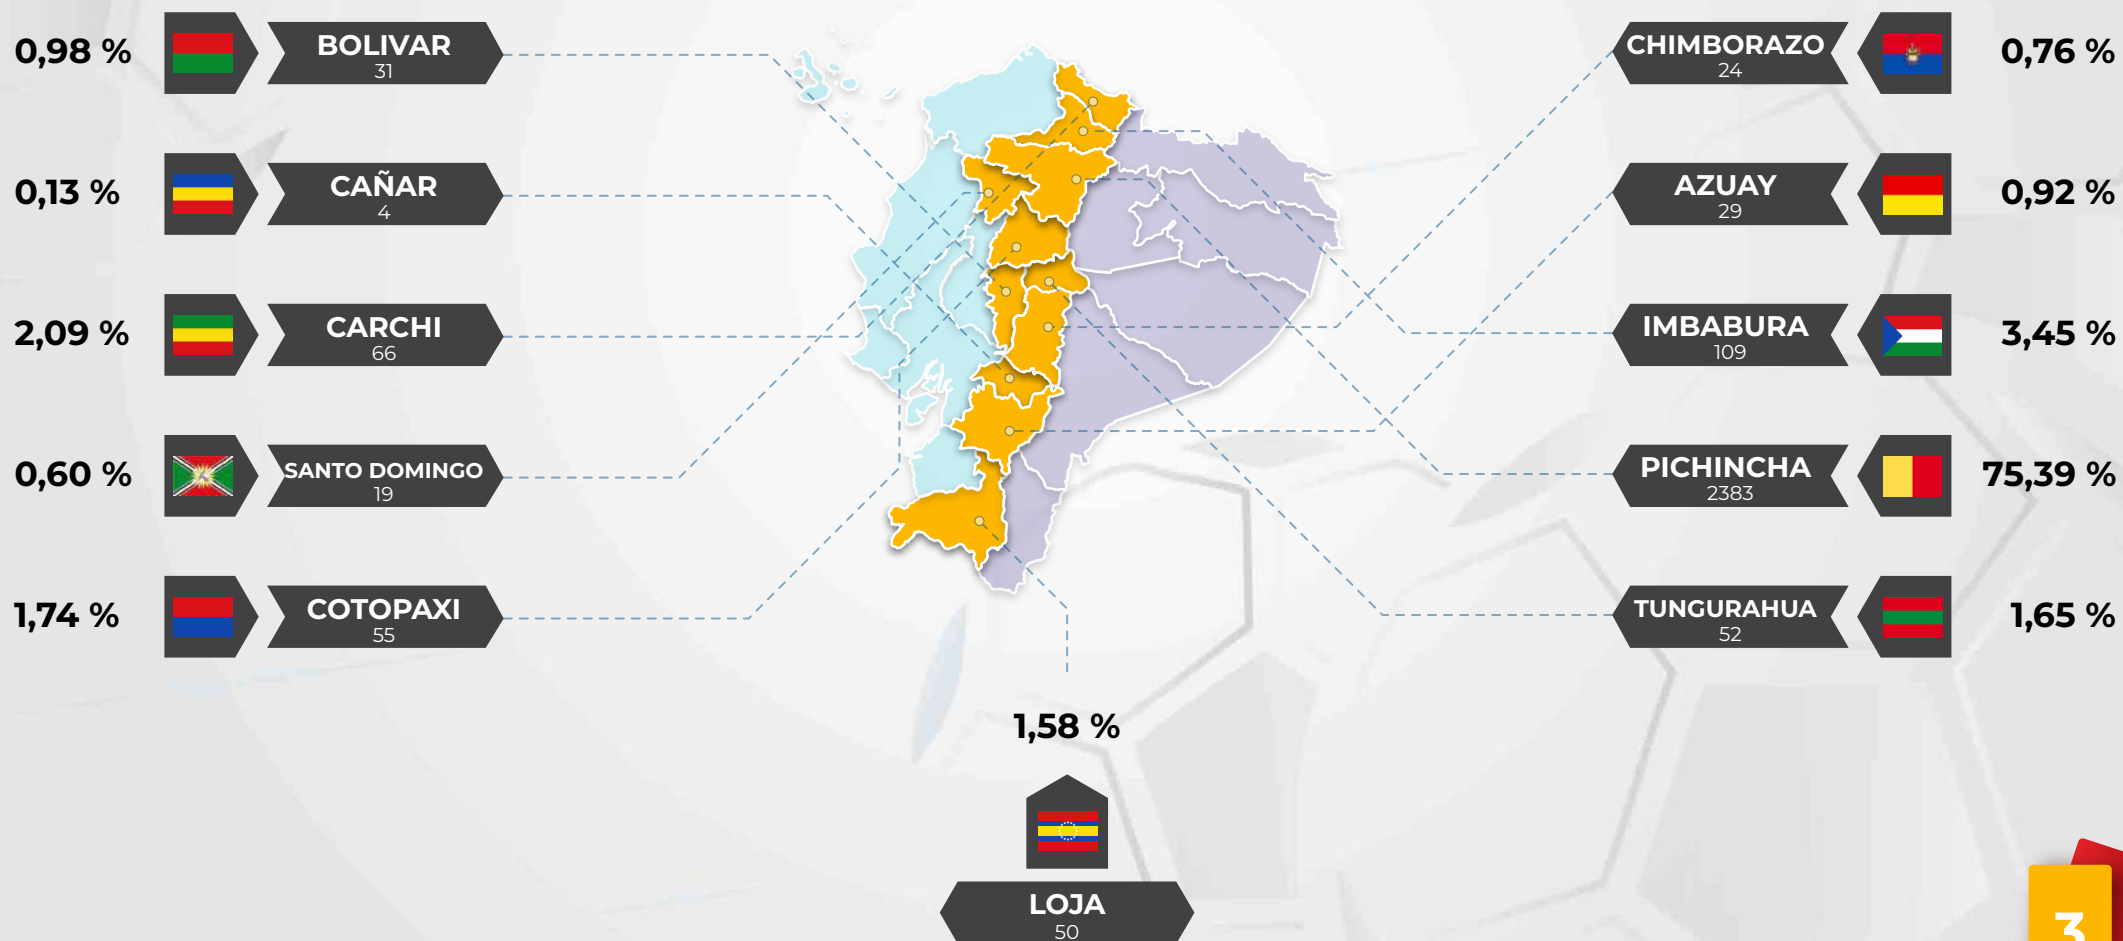 0,98 %
BOLIVAR
31
0,13 %
CAÑAR
4
2,09 %
CARCHI
66
0,60 %
SANTO DOMINGO
19
1,74 %
COTOPAXI
55
CHIMBORAZO
24
0,76 %
AZUAY
29
0,92 %
IMBABURA
109
3,45 %
PICHINCHA
2383
75,39 %
TUNGURAHUA
52
1,65 %
1,58 %
LOJA
50
3